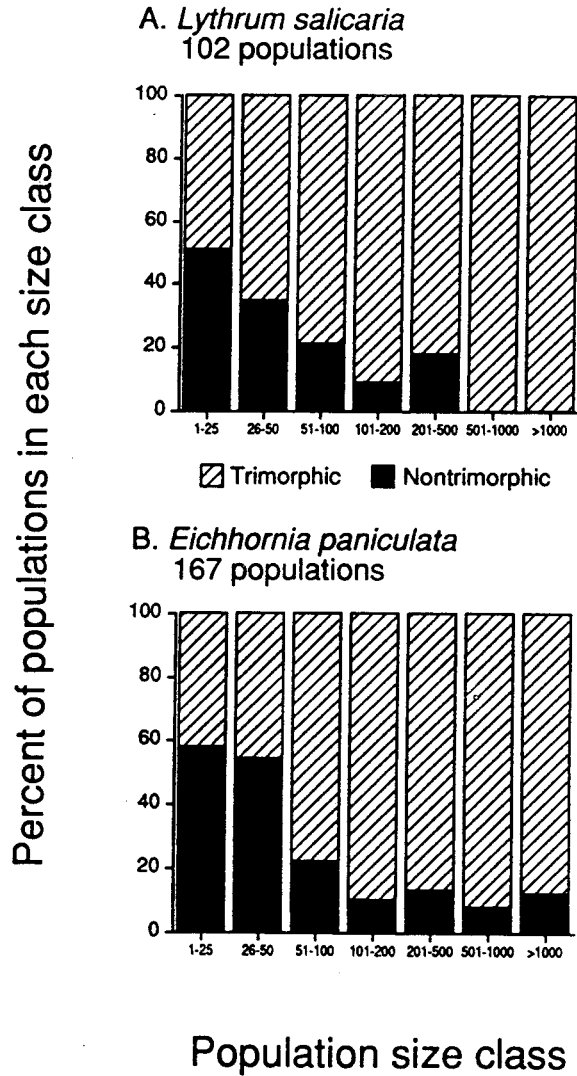 A. Lythrum salicaria
102 populations
Percent of populations in each size class
100
80
60
40
20
0
1-25 26-50 51-100 101-200 201-500 501-1000 >1000
Trimorphic Nontrimorphic
B. Eichhornia paniculata
167 populations
100
80
60
40
20
0
1-25 26-50 51-100 101-200 201-500 501-1000 >1000
Population size class